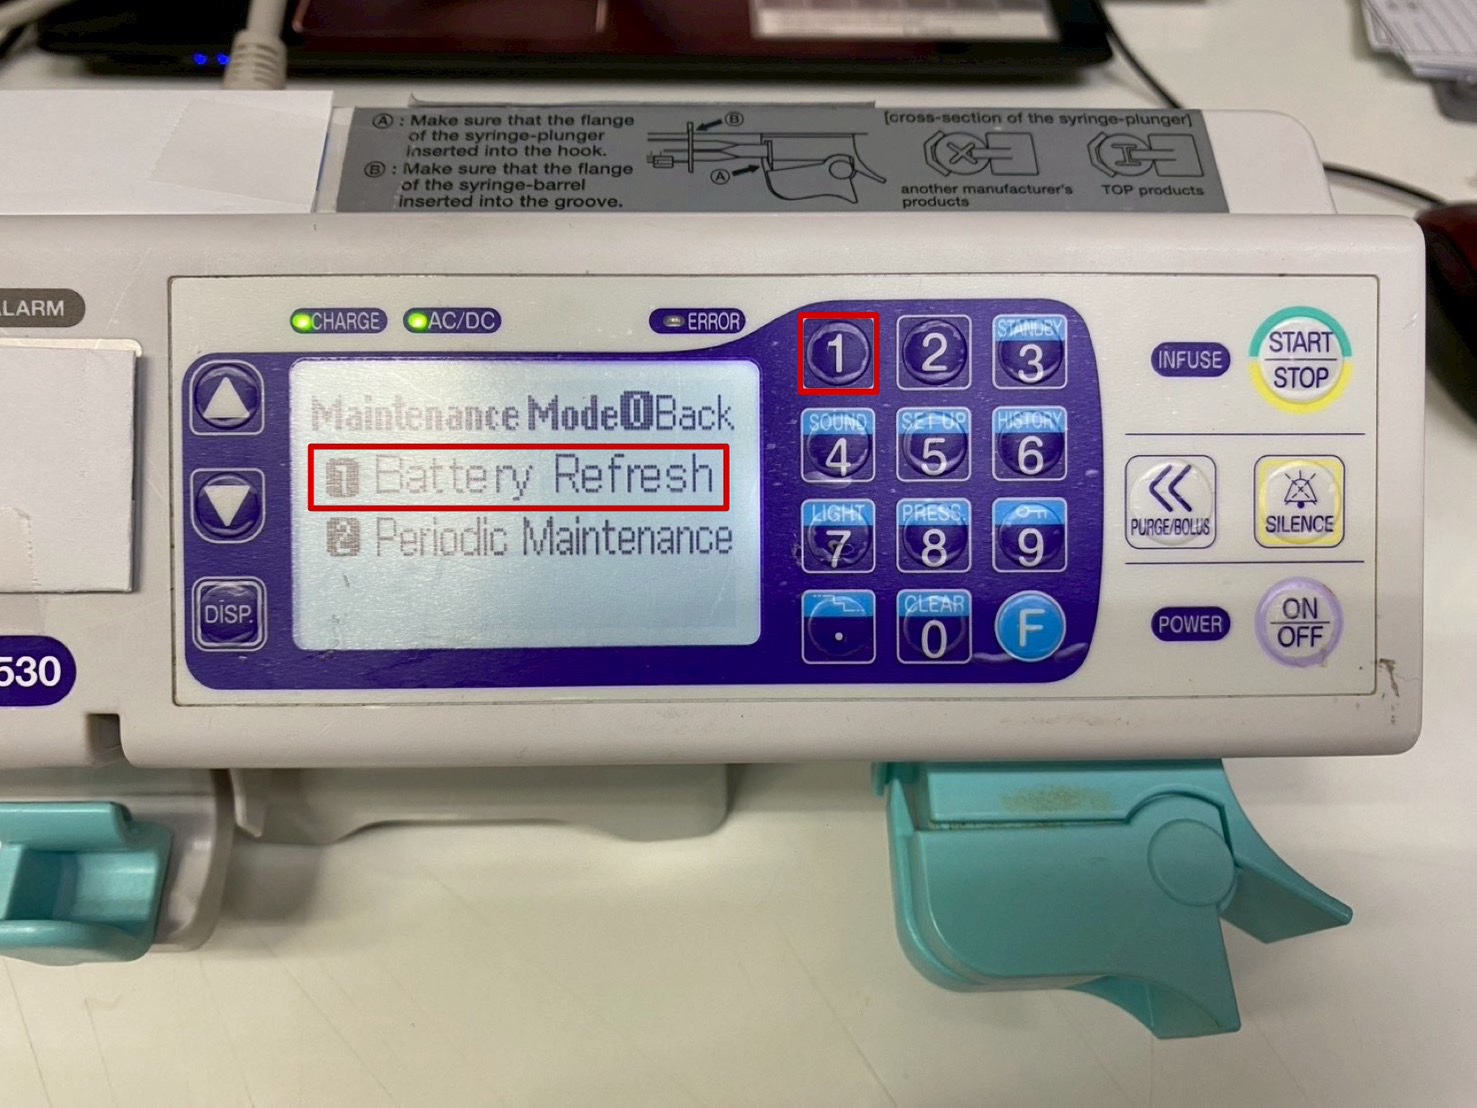 Ⓐ : Make sure that the flange
of the syringe-plunger
inserted into the hook.
Ⓑ : Make sure that the flange
of the syringe-barrel
inserted into the groove.
Ⓑ
Ⓐ
[cross-section of the syringe-plunger]
another manufacturer's
products
TOP products
ALARM
CHARGE
AC/DC
ERROR
Maintenance Mode 0 Back
1 Battery Refresh
2 Periodic Maintenance
DISP.
530
1
2
STANDBY
3
SOUND
4
SET UP
5
HISTORY
6
LIGHT
7
PRESS.
8
9
.
CLEAR
0
F
INFUSE
START
STOP
PURGE/BOLUS
SILENCE
POWER
ON
OFF